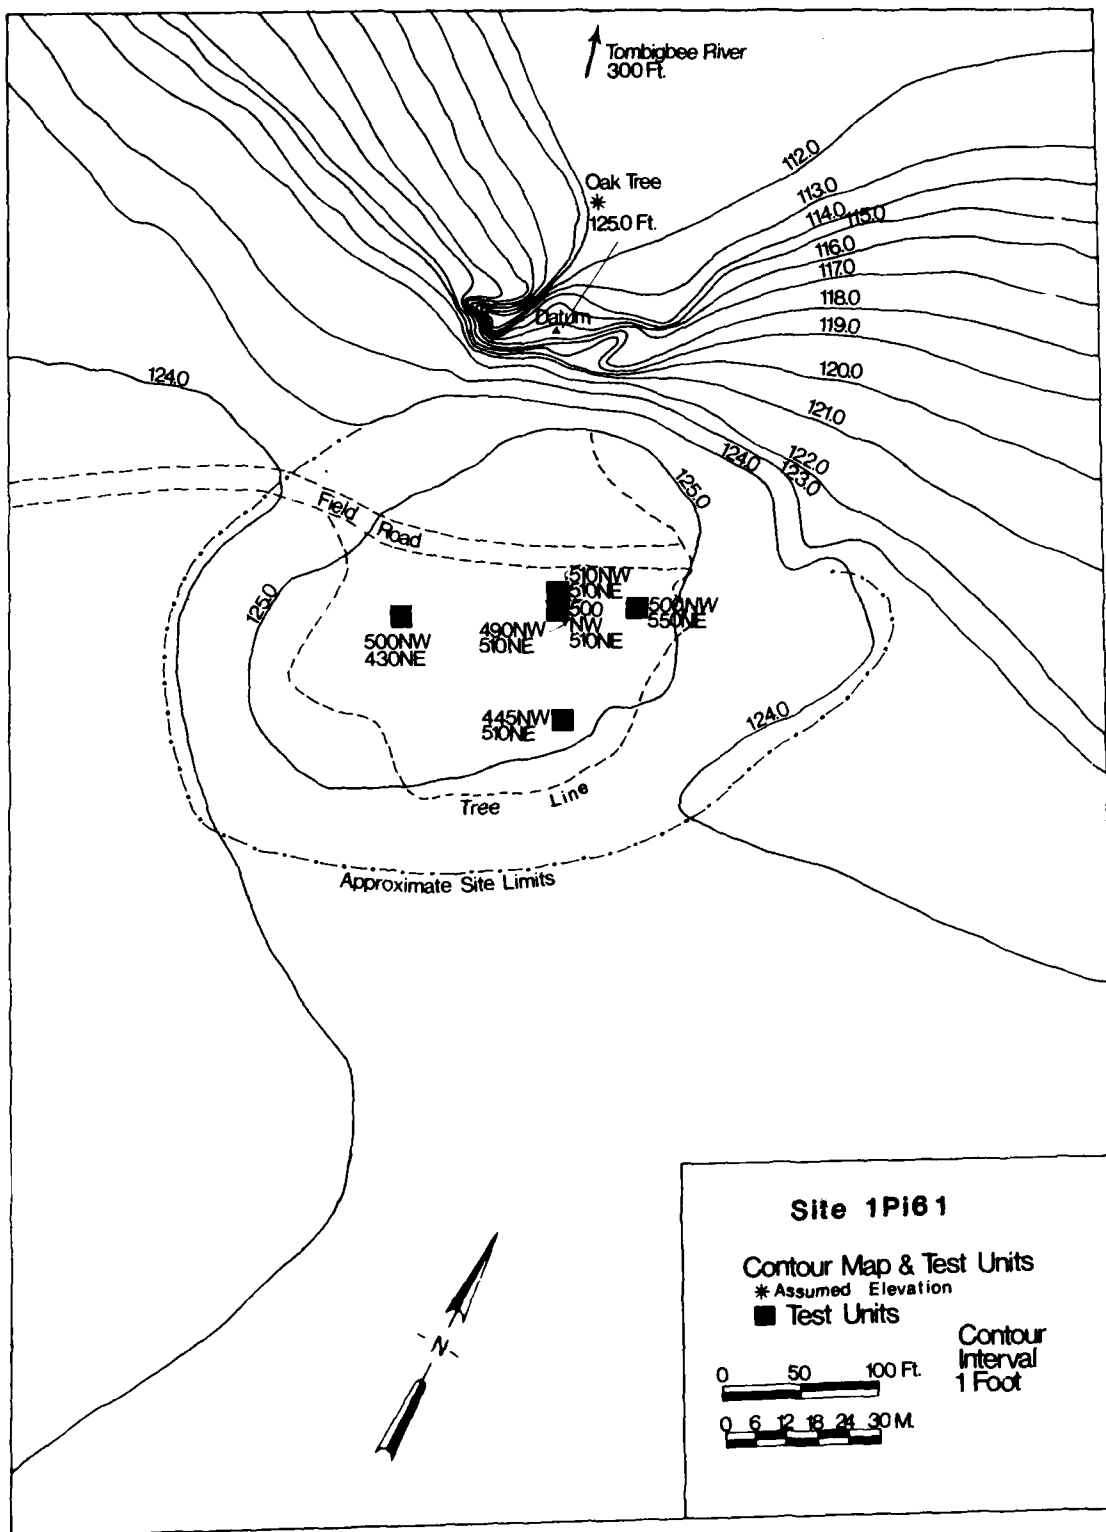 Tombigbee River
300 Ft.
112.0
Oak Tree
113.0
125.0 Ft.
114.0
115.0
116.0
117.0
118.0
Datum
119.0
120.0
124.0
121.0
122.0
124.0
123.0
125.0
Field Road
510NW
510NE
125.0
500
NW
510NE
500NW
550NE
490NW
510NE
500NW
430NE
445NW
510NE
124.0
Tree Line
Approximate Site Limits
N
Site 1Pi61
Contour Map & Test Units
* Assumed Elevation
Test Units
Contour
Interval
1 Foot
0 50 100 Ft.
0 6 12 18 24 30 M.